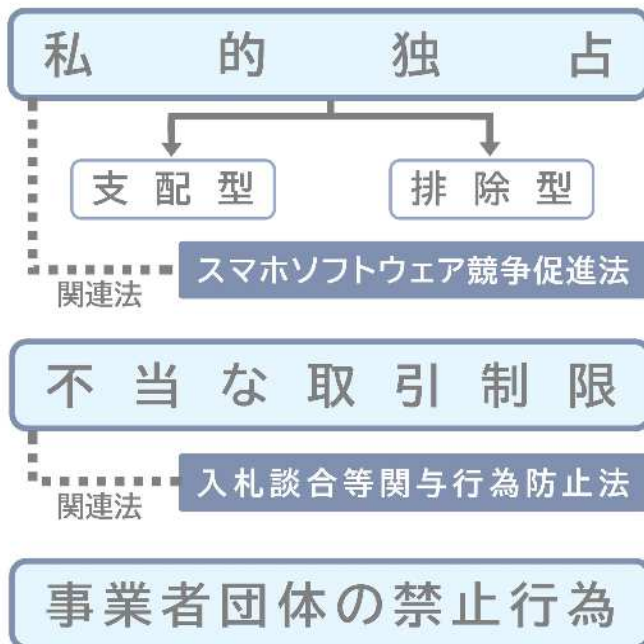 私的独占
支配型
排除型
スマホソフトウェア競争促進法
関連法
不当な取引制限
入札談合等関与行為防止法
関連法
事業者団体の禁止行為